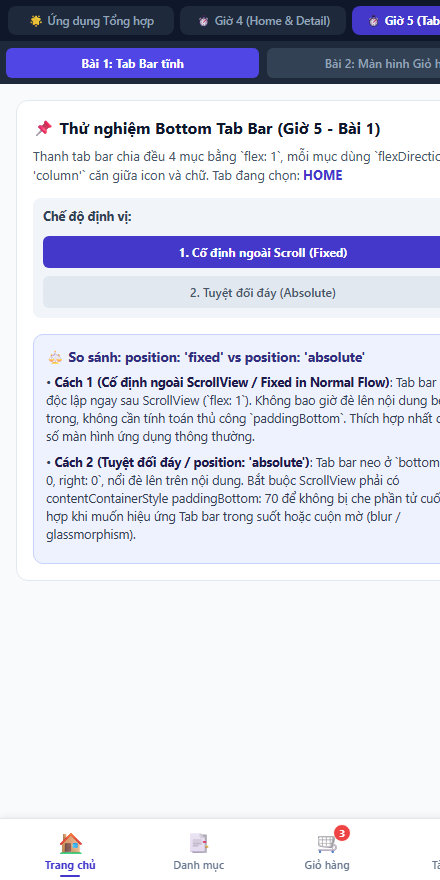 Ứng dụng Tổng hợp
Giờ 4 (Home & Detail)
Giờ 5 (Tab
Bài 1: Tab Bar tĩnh
Bài 2: Màn hình Giỏ h
Thử nghiệm Bottom Tab Bar (Giờ 5 - Bài 1)
Thanh tab bar chia đều 4 mục bằng `flex: 1`, mỗi mục dùng `flexDirectio
'column'` căn giữa icon và chữ. Tab đang chọn: HOME
Chế độ định vị:
1. Cố định ngoài Scroll (Fixed)
2. Tuyệt đối đáy (Absolute)
So sánh: position: 'fixed' vs position: 'absolute'
• Cách 1 (Cố định ngoài ScrollView / Fixed in Normal Flow): Tab bar
độc lập ngay sau ScrollView (`flex: 1`). Không bao giờ đè lên nội dung bê
trong, không cần tính toán thủ công `paddingBottom`. Thích hợp nhất c
số màn hình ứng dụng thông thường.
• Cách 2 (Tuyệt đối đáy / position: 'absolute'): Tab bar neo ở `bottom
0, right: 0`, nổi đè lên trên nội dung. Bắt buộc ScrollView phải có
contentContainerStyle paddingBottom: 70 để không bị che phần tử cuố
hợp khi muốn hiệu ứng Tab bar trong suốt hoặc cuộn mờ (blur /
glassmorphism).
3
Trang chủ
Danh mục
Giỏ hàng
Tà